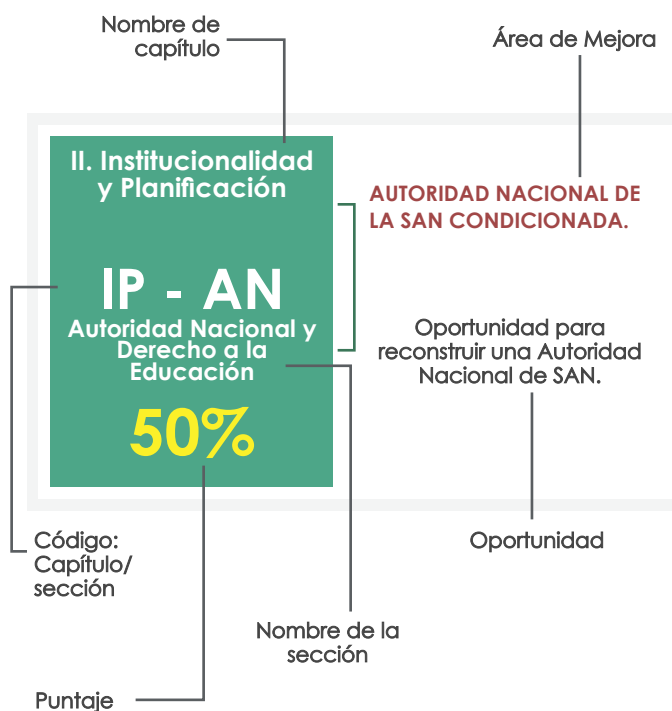 Nombre de
capítulo
Área de Mejora
II. Institucionalidad
y Planificación
AUTORIDAD NACIONAL DE
LA SAN CONDICIONADA.
IP - AN
Autoridad Nacional y
Derecho a la
Educación
50%
Oportunidad para
reconstruir una Autoridad
Nacional de SAN.
Código:
Capítulo/
sección
Oportunidad
Nombre de la
sección
Puntaje